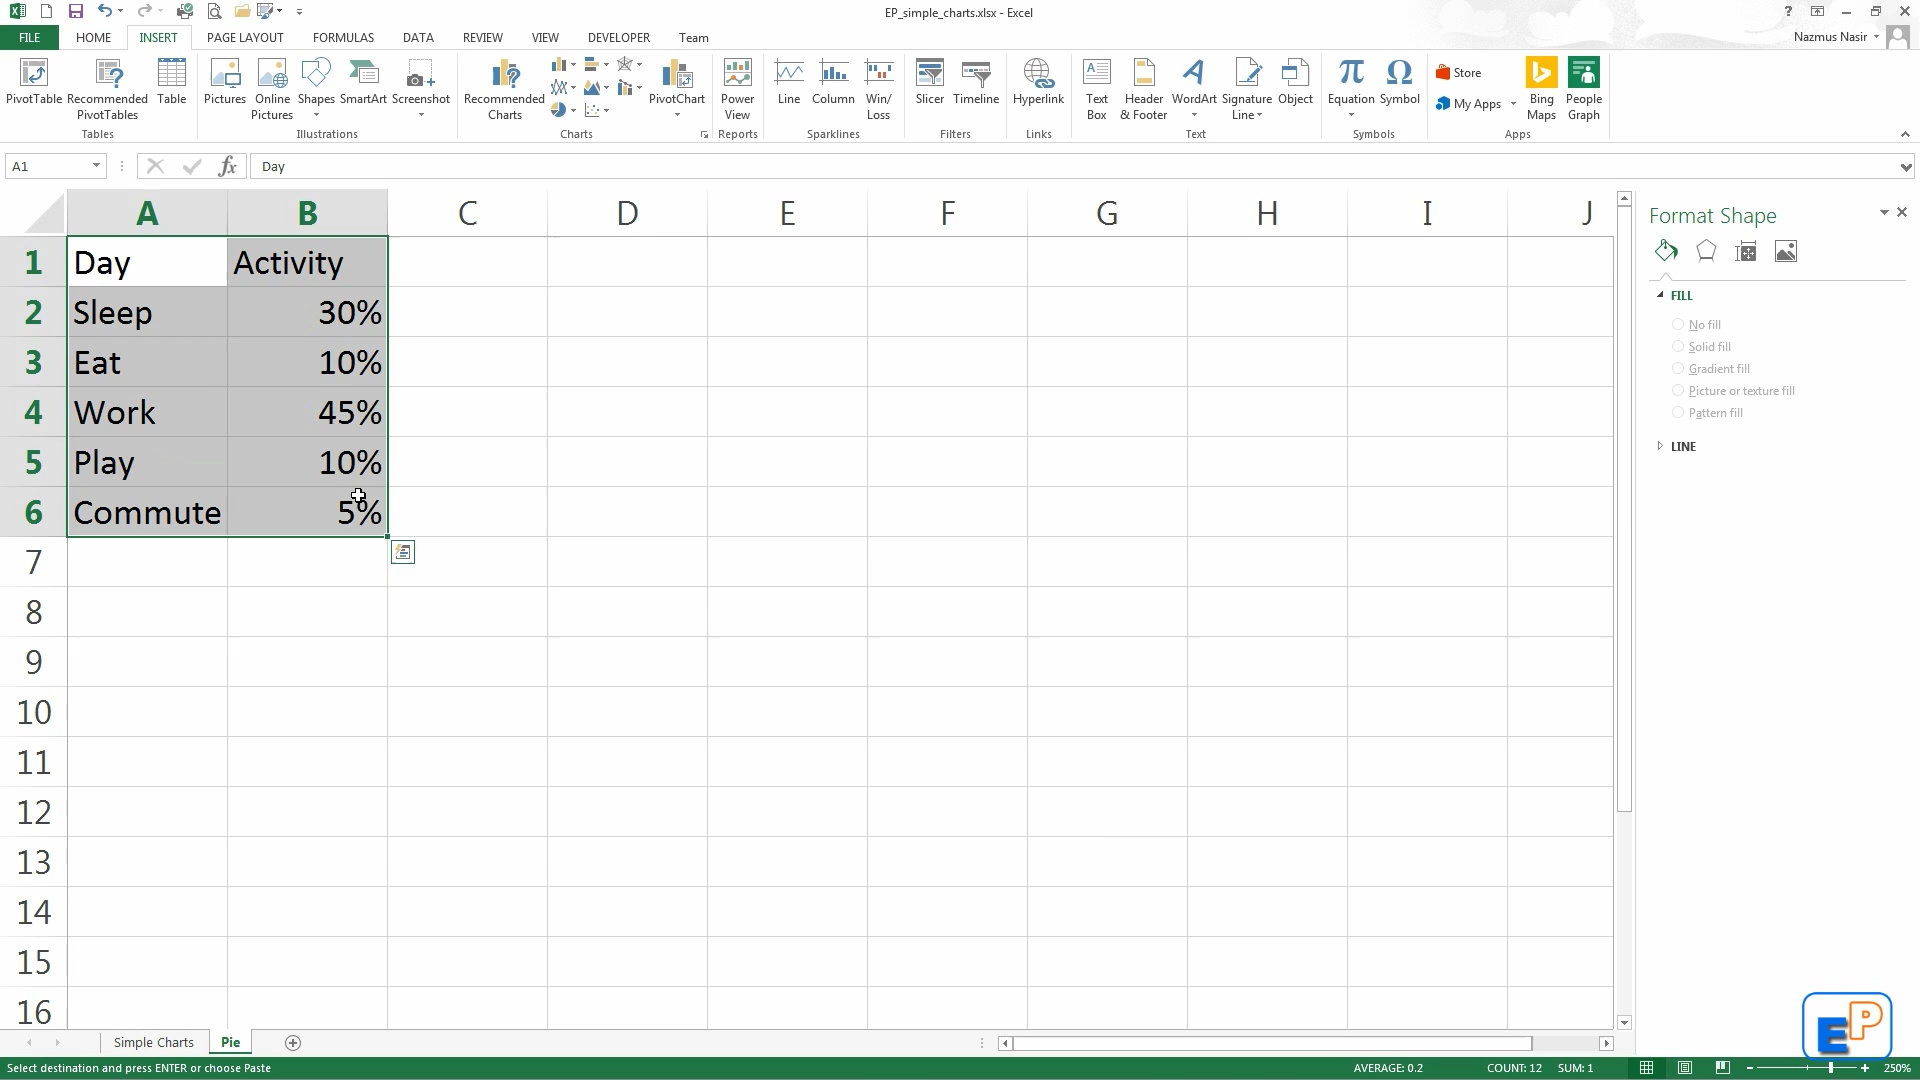 EP_simple_charts.xlsx - Excel
?
FILE HOME INSERT PAGE LAYOUT FORMULAS DATA REVIEW VIEW DEVELOPER Team
Nazmus Nasir
PivotTable Recommended PivotTables Table
Tables
Pictures Online Pictures Shapes SmartArt Screenshot
Illustrations
Recommended Charts PivotChart
Charts
Power View
Reports
Line Column Win/ Loss
Sparklines
Slicer Timeline
Filters
Hyperlink
Links
Text Box Header & Footer WordArt Signature Line Object
Text
π Equation Ω Symbol
Symbols
Store
My Apps
Bing Maps People Graph
Apps
A1 fx Day
A B C D E F G H I J
1 Day Activity
2 Sleep 30%
3 Eat 10%
4 Work 45%
5 Play 10%
6 Commute 5%
7
8
9
10
11
12
13
14
15
16
Format Shape
FILL
No fill
Solid fill
Gradient fill
Picture or texture fill
Pattern fill
LINE
EP
Simple Charts Pie
Select destination and press ENTER or choose Paste AVERAGE: 0.2 COUNT: 12 SUM: 1 250%